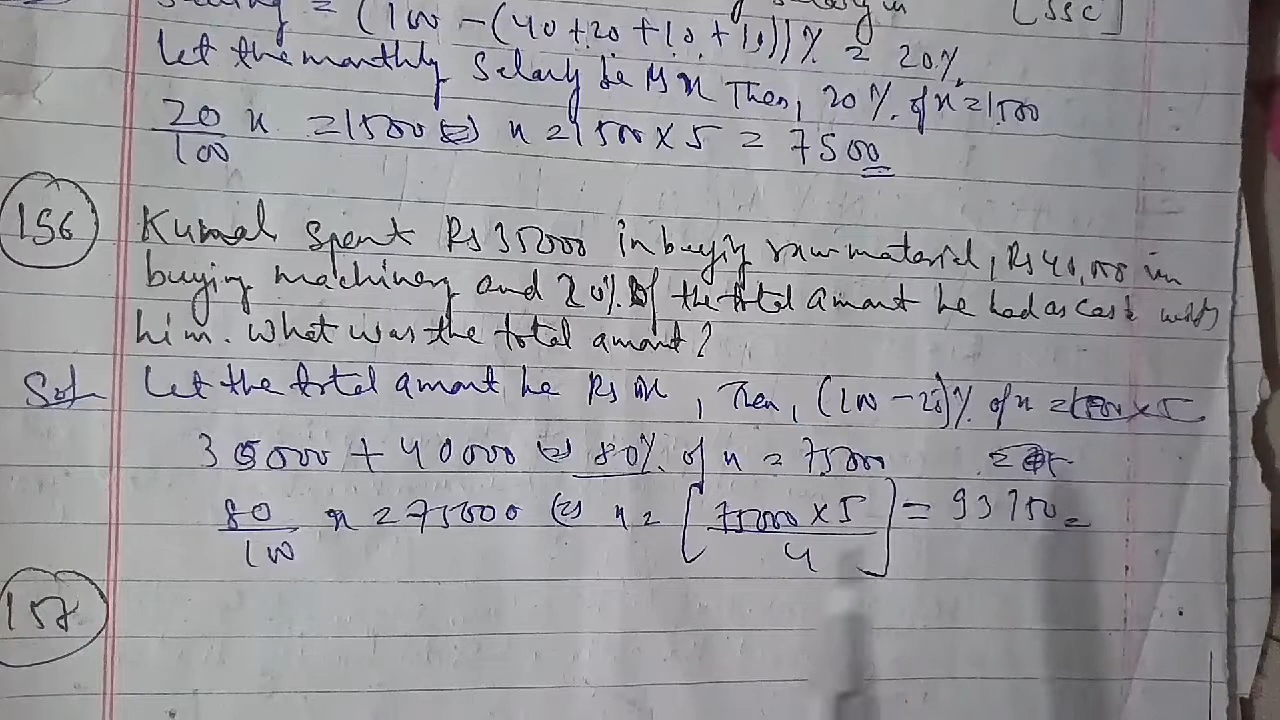 = (100 - (40+20+10+10))% = 20% [SSC]
Let the monthly Salary be Rs x Then, 20% of x = 1500
20/100 x = 1500 ⇔ x = 1500 × 5 = 7500
156 Kumal Spent Rs 35000 in buying raw material, Rs 40,000 in
buying machinery and 20% of the total amount he had as cash with
him. What was the total amount?
Sol Let the total amount be Rs x, Then, (100 - 20)% of x =
35000 + 40000 ⇔ 80% of x = 75000
80/100 x = 75000 ⇔ x = [75000 × 5 / 4] = 93750
157